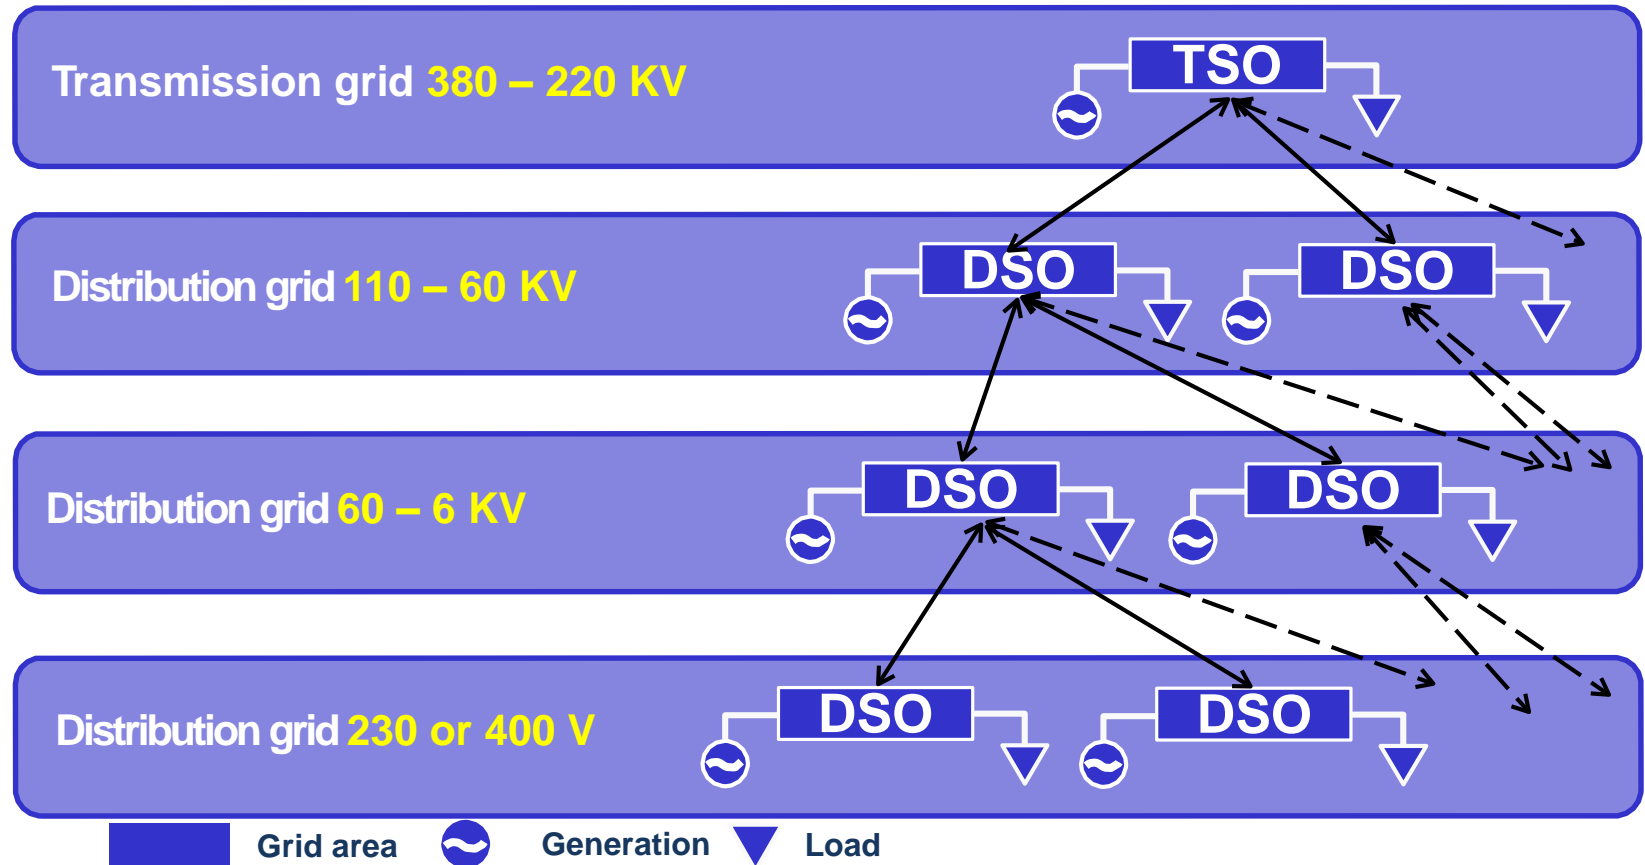 Transmission grid 380 – 220 KV
TSO
Distribution grid 110 – 60 KV
DSO
DSO
Distribution grid 60 – 6 KV
DSO
DSO
Distribution grid 230 or 400 V
DSO
DSO
Grid area
Generation
Load